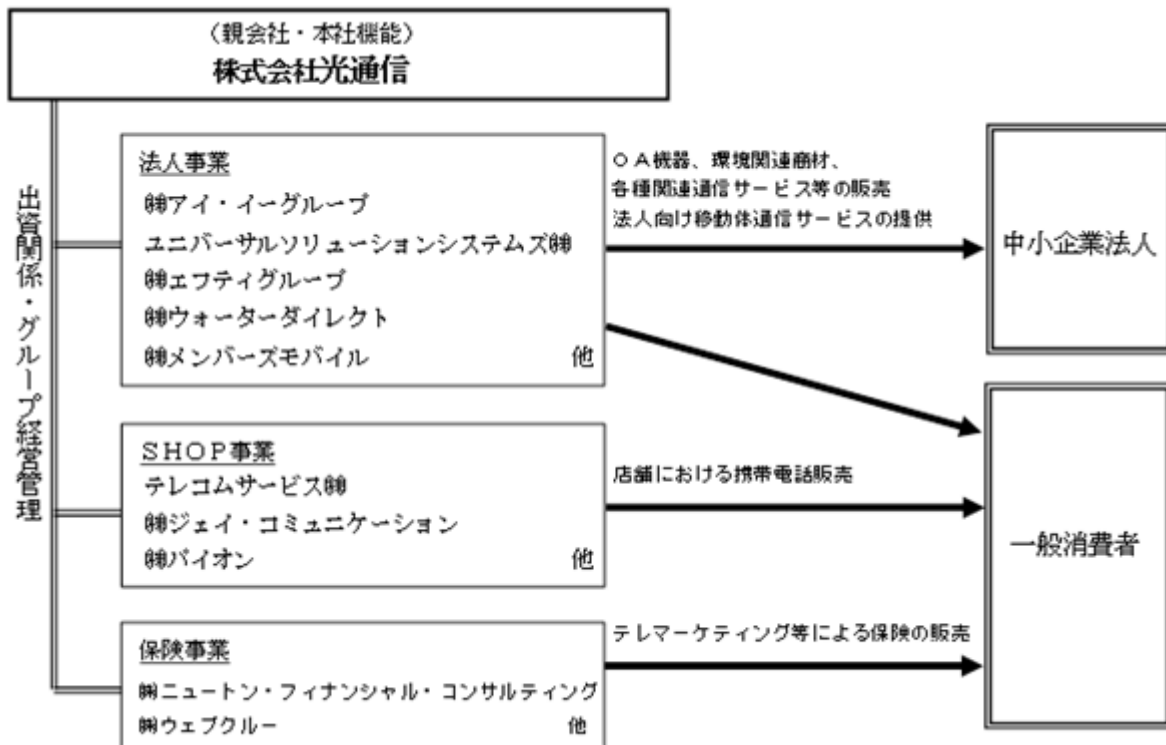 （親会社・本社機能）
株式会社光通信
出資関係・グループ経営管理
法人事業
㈱アイ・イーグループ
ユニバーサルソリューションシステムズ㈱
㈱エフティグループ
㈱ウォーターダイレクト
㈱メンバーズモバイル 他
ＯＡ機器、環境関連商材、
各種関連通信サービス等の販売
法人向け移動体通信サービスの提供
中小企業法人
ＳＨＯＰ事業
テレコムサービス㈱
㈱ジェイ・コミュニケーション
㈱パイオン 他
店舗における携帯電話販売
一般消費者
保険事業
㈱ニュートン・フィナンシャル・コンサルティング
㈱ウェブクルー 他
テレマーケティング等による保険の販売